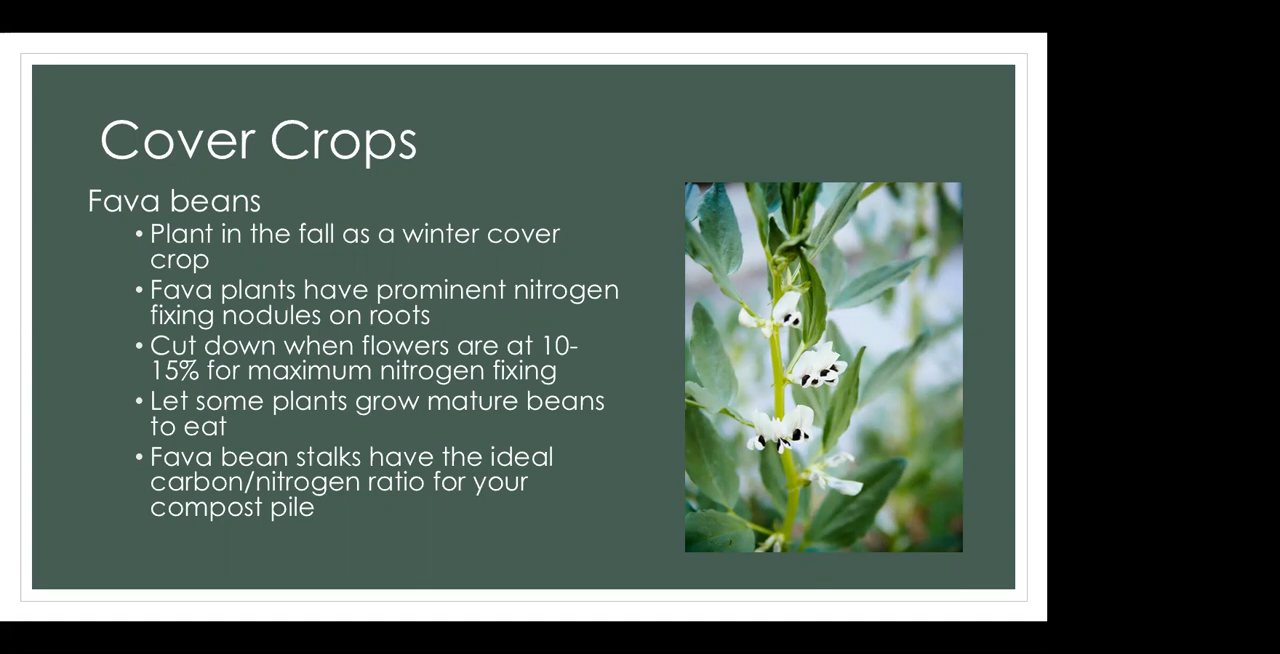 Cover Crops
Fava beans
• Plant in the fall as a winter cover
crop
• Fava plants have prominent nitrogen
fixing nodules on roots
• Cut down when flowers are at 10-
15% for maximum nitrogen fixing
• Let some plants grow mature beans
to eat
• Fava bean stalks have the ideal
carbon/nitrogen ratio for your
compost pile